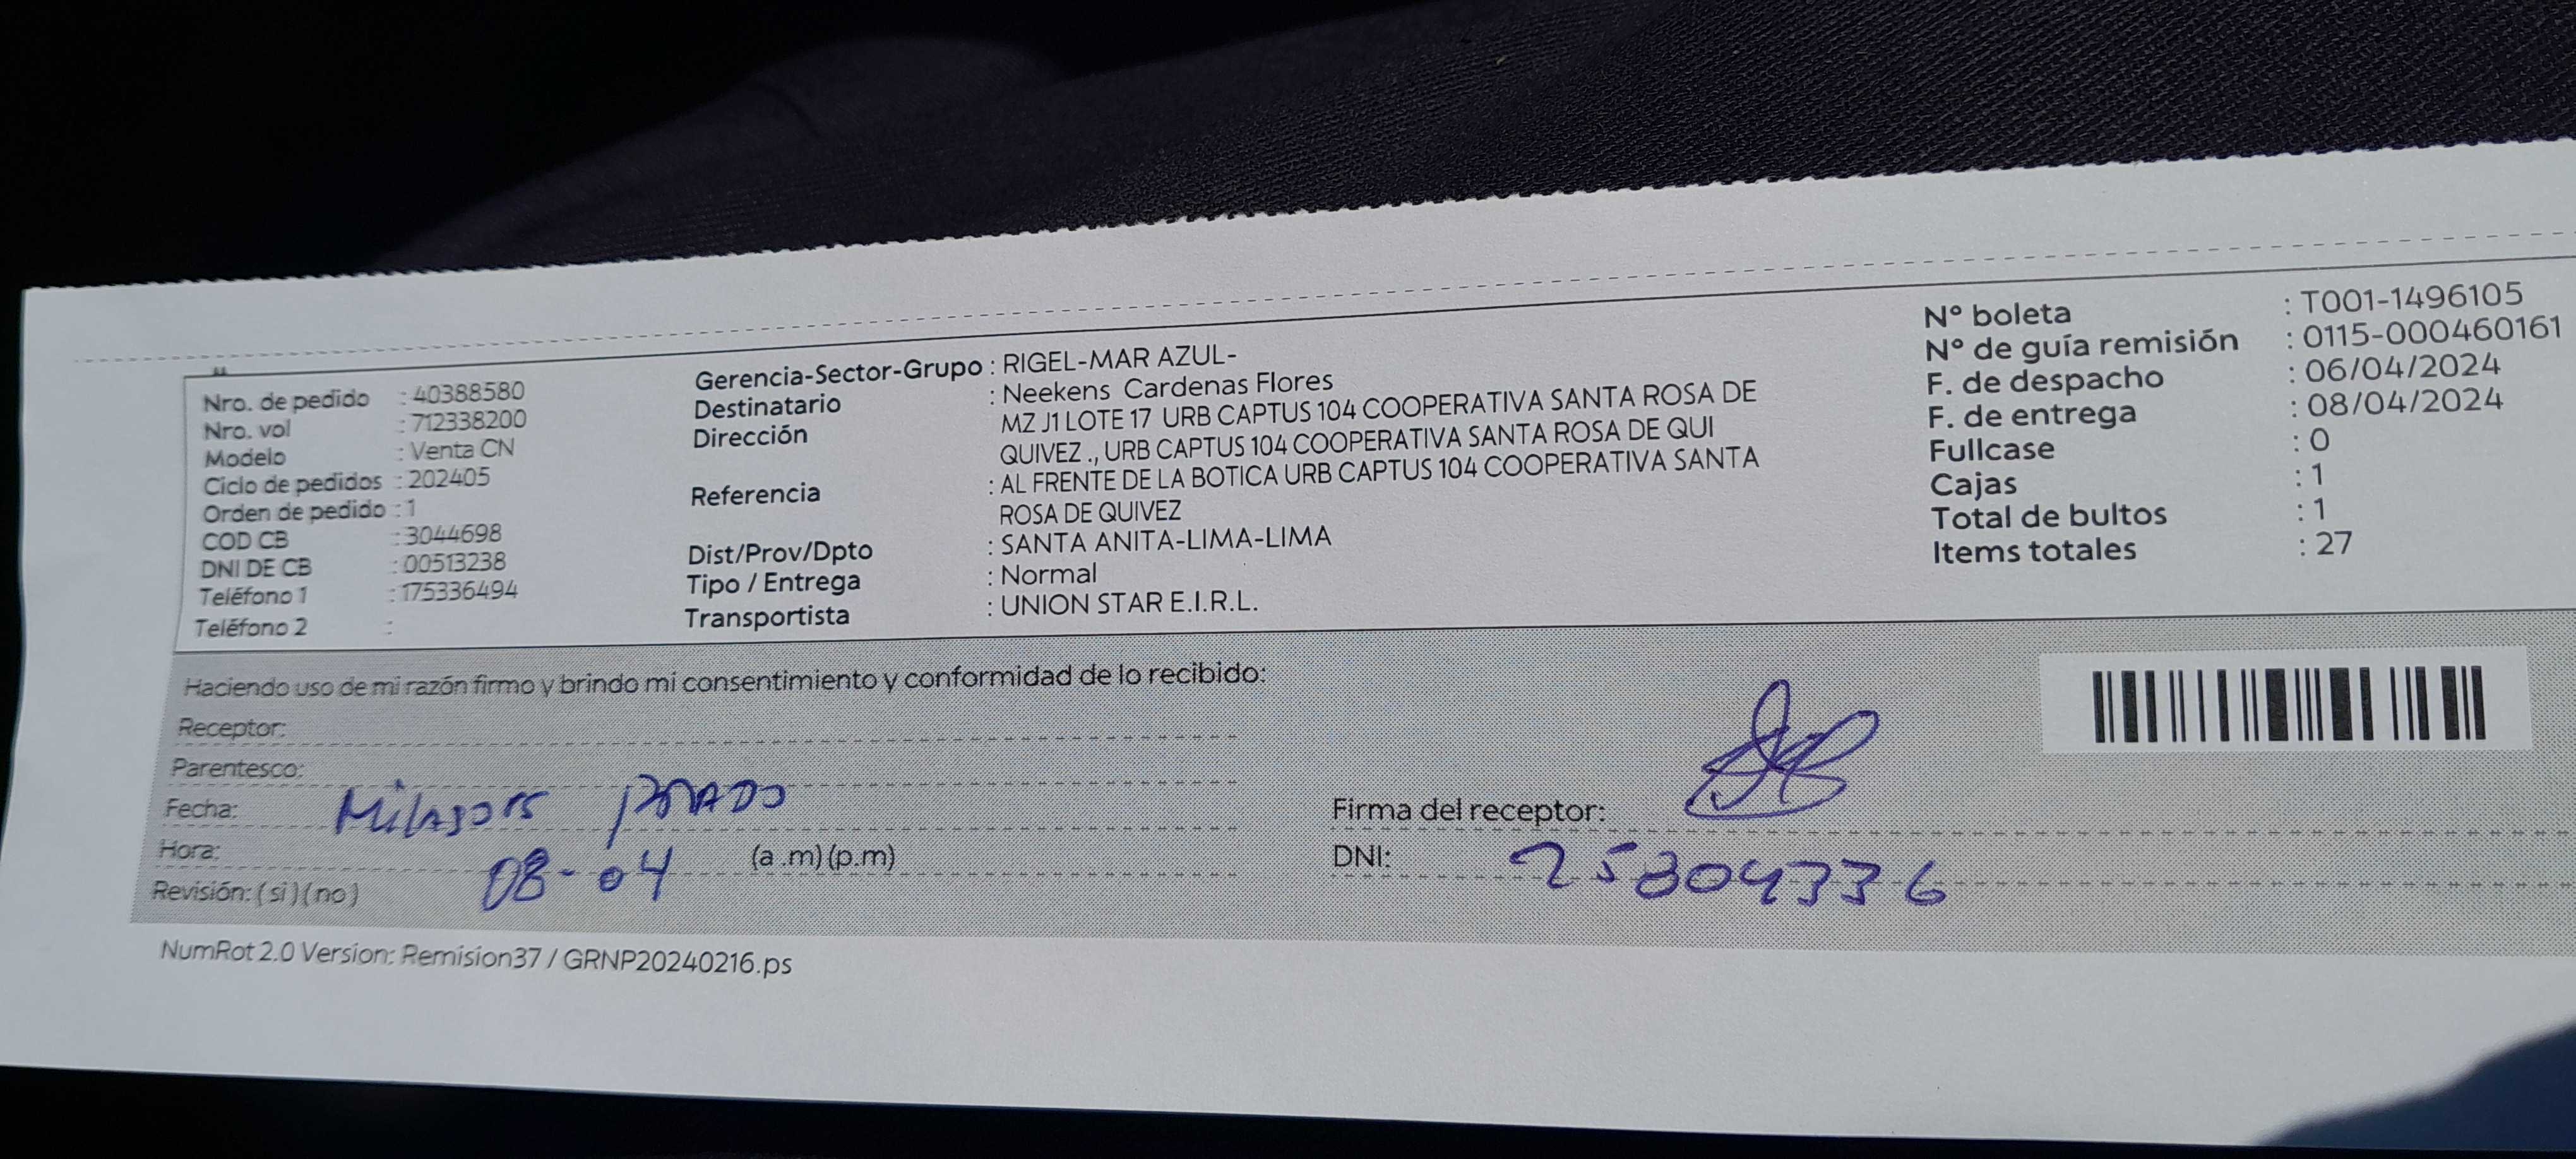 Nro. de pedido : 40388580
Nro. vol : 712338200
Modelo : Venta CN
Ciclo de pedidos : 202405
Orden de pedido : 1
COD CB : 3044698
DNI DE CB : 00513238
Teléfono 1 : 175336494
Teléfono 2 :
Gerencia-Sector-Grupo : RIGEL-MAR AZUL-
Destinatario : Neekens Cardenas Flores
Dirección MZ J1 LOTE 17 URB CAPTUS 104 COOPERATIVA SANTA ROSA DE
QUIVEZ ., URB CAPTUS 104 COOPERATIVA SANTA ROSA DE QUI
Referencia : AL FRENTE DE LA BOTICA URB CAPTUS 104 COOPERATIVA SANTA
ROSA DE QUIVEZ
Dist/Prov/Dpto : SANTA ANITA-LIMA-LIMA
Tipo / Entrega : Normal
Transportista : UNION STAR E.I.R.L.
N° boleta : T001-1496105
N° de guía remisión : 0115-000460161
F. de despacho : 06/04/2024
F. de entrega : 08/04/2024
Fullcase : 0
Cajas : 1
Total de bultos : 1
Items totales : 27
Haciendo uso de mi razón firmo y brindo mi consentimiento y conformidad de lo recibido:
Receptor:
Parentesco:
Fecha: Milagors PRADO
Hora: 08-04 (a .m) (p.m)
Revisión: ( si ) ( no )
Firma del receptor:
DNI: 25804336
NumRot 2.0 Version: Remision37 / GRNP20240216.ps